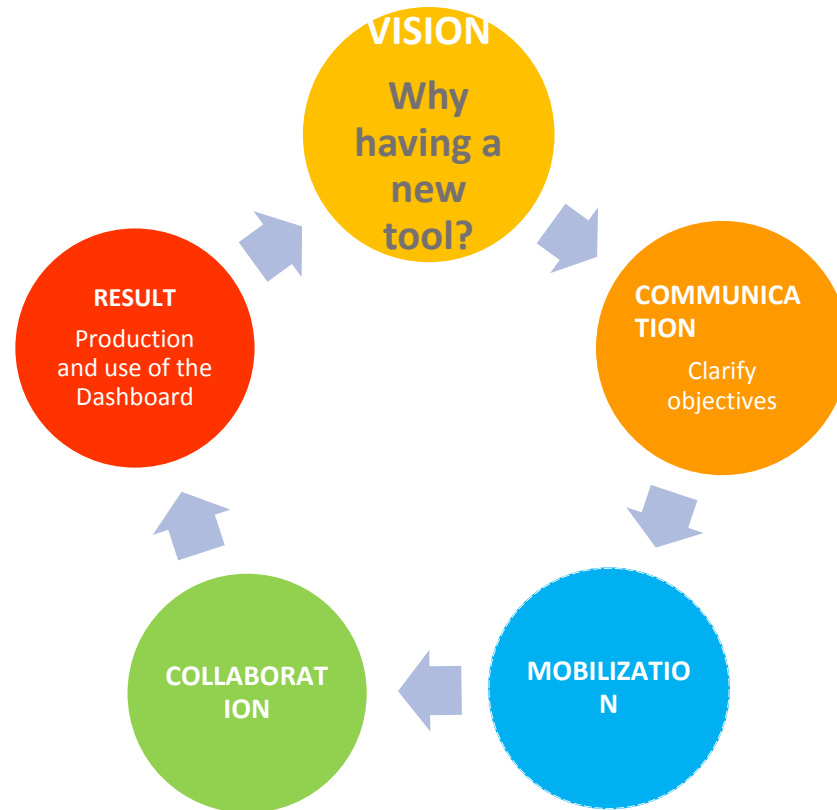 VISION
Why
having a
new
tool?
COMMUNICA
TION
Clarify
objectives
MOBILIZATIO
N
COLLABORAT
ION
RESULT
Production
and use of the
Dashboard